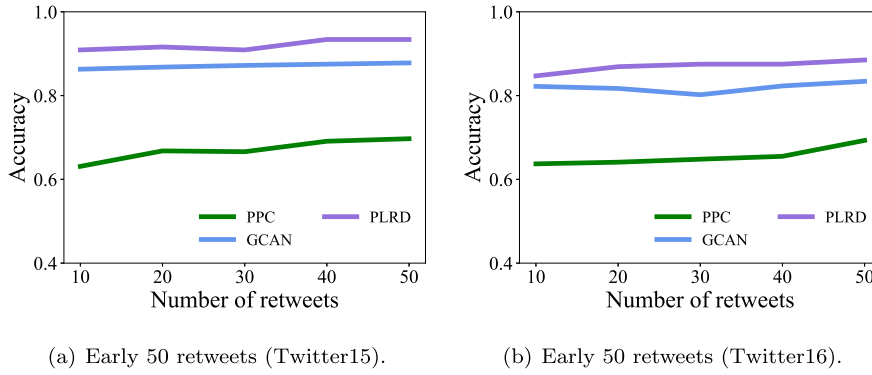 1.0
0.8
0.6
0.4
Accuracy
PPC
GCAN
PLRD
10 20 30 40 50
Number of retweets
(a) Early 50 retweets (Twitter15).
1.0
0.8
0.6
0.4
Accuracy
PPC
GCAN
PLRD
10 20 30 40 50
Number of retweets
(b) Early 50 retweets (Twitter16).